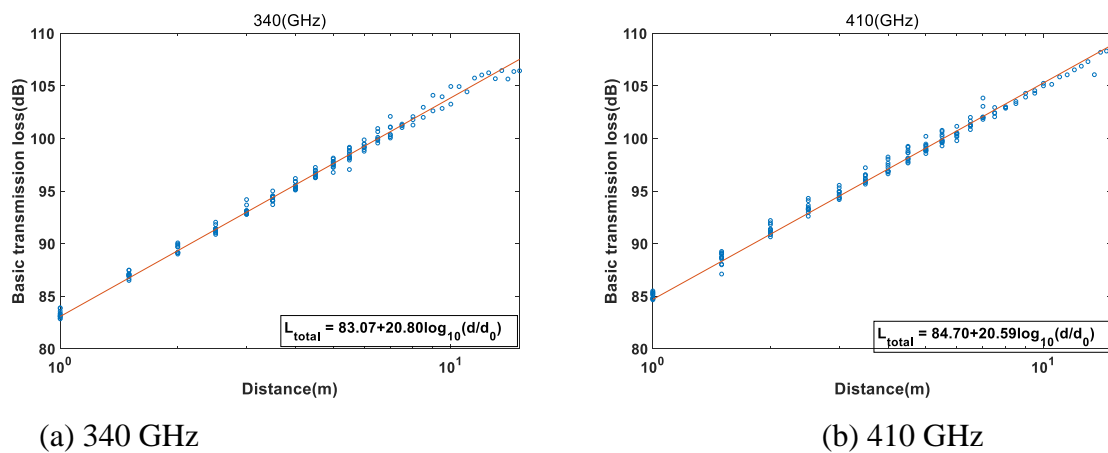 340(GHz)
110
105
100
95
90
85
80
Basic transmission loss(dB)
L_total = 83.07+20.80log_10(d/d_0)
10^0
10^1
Distance(m)
(a) 340 GHz
410(GHz)
110
105
100
95
90
85
80
Basic transmission loss(dB)
L_total = 84.70+20.59log_10(d/d_0)
10^0
10^1
Distance(m)
(b) 410 GHz